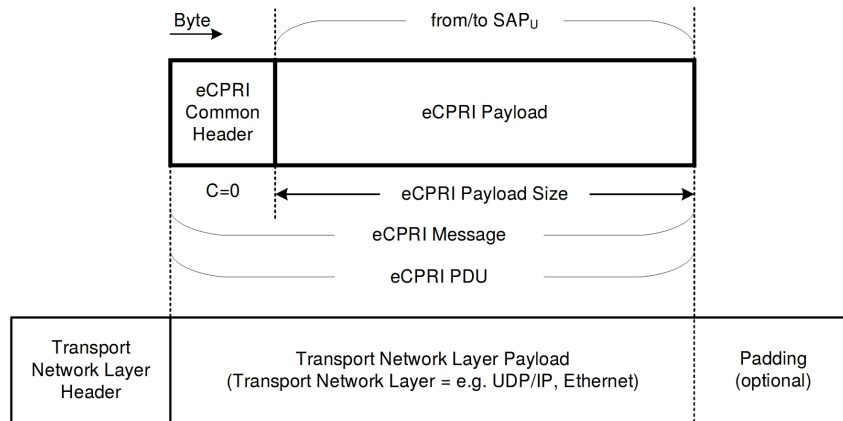 Byte
from/to SAPU
eCPRI
Common
Header
eCPRI Payload
C=0
eCPRI Payload Size
eCPRI Message
eCPRI PDU
Transport
Network Layer
Header
Transport Network Layer Payload
(Transport Network Layer = e.g. UDP/IP, Ethernet)
Padding
(optional)